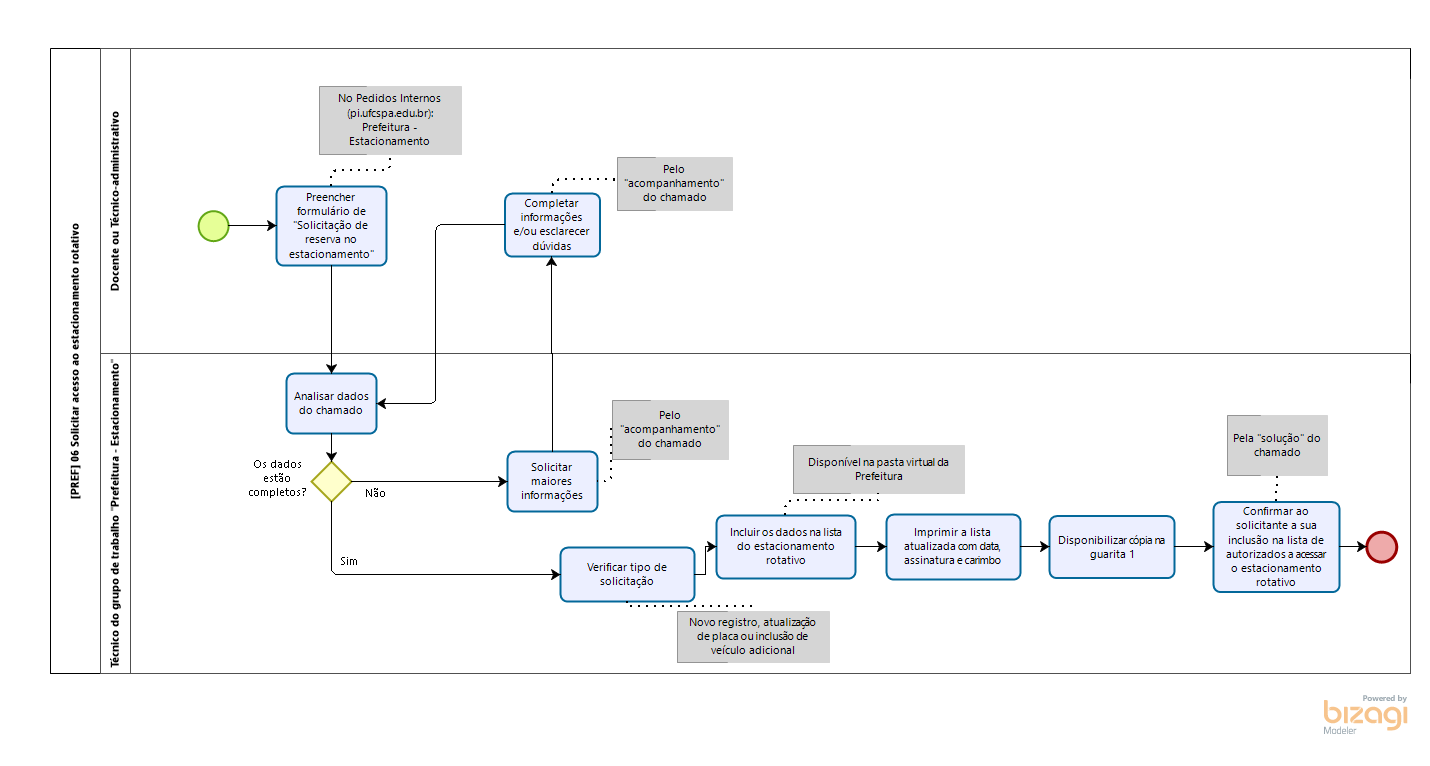 [PREF] 06 Solicitar acesso ao estacionamento rotativo
Docente ou Técnico-administrativo
No Pedidos Internos
(pi.ufcspa.edu.br):
Prefeitura -
Estacionamento
Preencher
formulário de
"Solicitação de
reserva no
estacionamento"
Completar
informações
e/ou esclarecer
dúvidas
Pelo
"acompanhamento"
do chamado
Técnico do grupo de trabalho "Prefeitura - Estacionamento"
Analisar dados
do chamado
Os dados
estão
completos?
Não
Sim
Solicitar
maiores
informações
Pelo
"acompanhamento"
do chamado
Verificar tipo de
solicitação
Novo registro, atualização
de placa ou inclusão de
veículo adicional
Disponível na pasta virtual da
Prefeitura
Incluir os dados na lista
do estacionamento
rotativo
Imprimir a lista
atualizada com data,
assinatura e carimbo
Disponibilizar cópia na
guarita 1
Pela "solução" do
chamado
Confirmar ao
solicitante a sua
inclusão na lista de
autorizados a acessar
o estacionamento
rotativo
Powered by
bizagi
Modeler